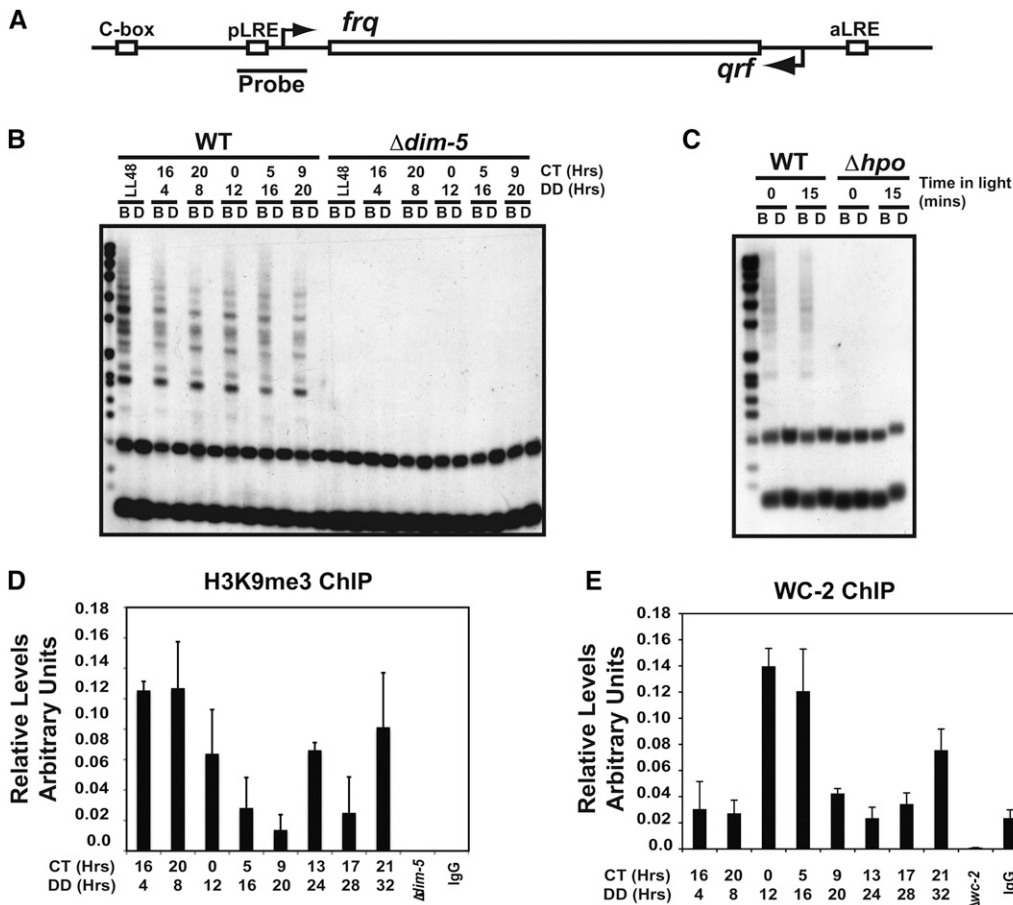 A
C-box pLRE frq aLRE
Probe qrf
B
WT Δdim-5
LL48 16 20 0 5 9 LL48 16 20 0 5 9 CT (Hrs)
4 8 12 16 20 4 8 12 16 20 DD (Hrs)
B D B D B D B D B D B D B D B D B D B D B D B D
C
WT Δhpo
0 15 0 15 Time in light
(mins)
B D B D B D B D
D
H3K9me3 ChIP
Relative Levels
Arbitrary Units
0.18
0.16
0.14
0.12
0.10
0.08
0.06
0.04
0.02
0.0
CT (Hrs) 16 20 0 5 9 13 17 21 Δdim-5 IgG
DD (Hrs) 4 8 12 16 20 24 28 32
E
WC-2 ChIP
Relative Levels
Arbitrary Units
0.18
0.16
0.14
0.12
0.10
0.08
0.06
0.04
0.02
0.00
CT (Hrs) 16 20 0 5 9 13 17 21 Δwc-2 IgG
DD (Hrs) 4 8 12 16 20 24 28 32